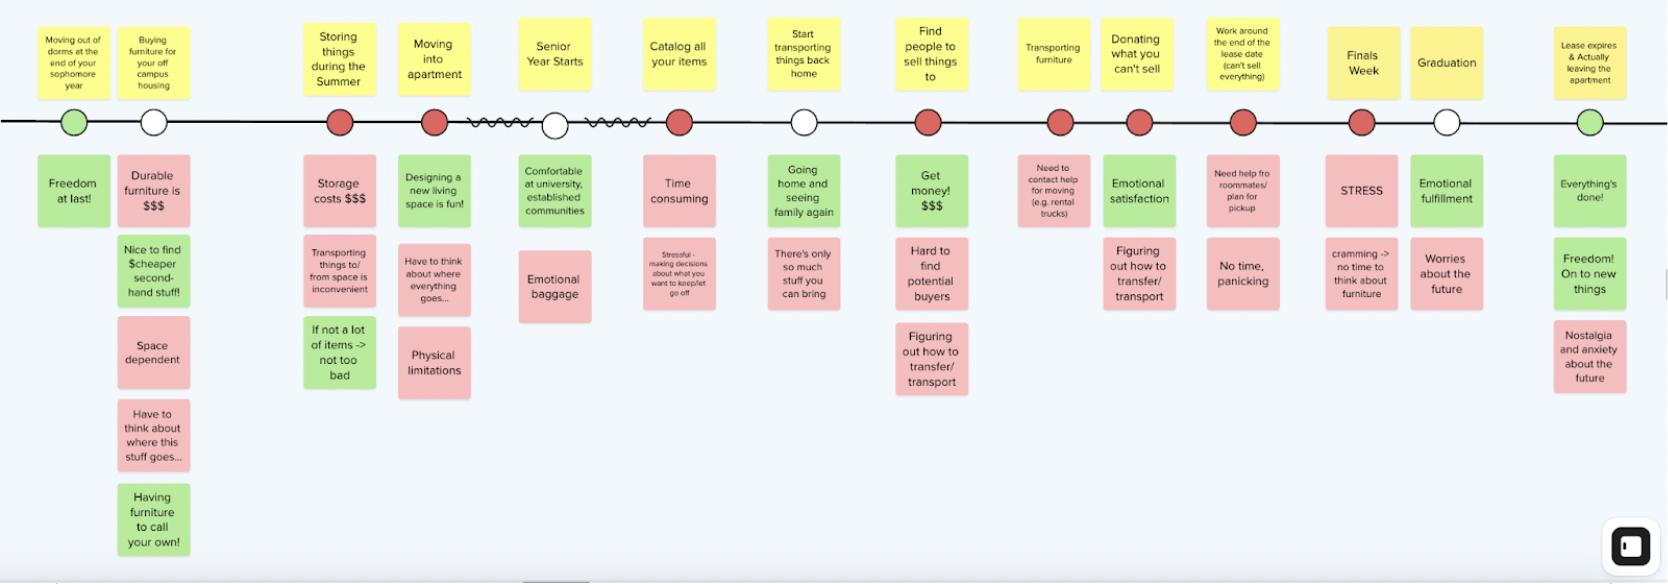 Moving out of
dorms at the
end of your
sophomore
year
Buying
furniture for
your off
campus
housing
Storing
things
during the
Summer
Moving
into
apartment
Senior
Year Starts
Catalog all
your items
Start
transporting
things back
home
Find
people to
sell things
to
Transporting
furniture
Donating
what you
can't sell
Work around
the end of the
lease date
(can't sell
everything)
Finals
Week
Graduation
Lease expires
& Actually
leaving the
apartment
Freedom
at last!
Durable
furniture is
$$$
Nice to find
$cheaper
second-
hand stuff!
Space
dependent
Have to
think about
where this
stuff goes...
Having
furniture
to call
your own!
Storage
costs $$$
Transporting
things to/
from space is
inconvenient
If not a lot
of items ->
not too
bad
Designing a
new living
space is fun!
Have to think
about where
everything
goes...
Physical
limitations
Comfortable
at university,
established
communities
Emotional
baggage
Time
consuming
Stressful -
making decisions
about what you
want to keep/let
go off
Going
home and
seeing
family again
There's only
so much
stuff you
can bring
Get
money!
$$$
Hard to
find
potential
buyers
Figuring
out how to
transfer/
transport
Need to
contact help
for moving
(e.g. rental
trucks)
Emotional
satisfaction
Figuring
out how to
transfer/
transport
Need help fro
roommates/
plan for
pickup
No time,
panicking
STRESS
cramming ->
no time to
think about
furniture
Emotional
fulfillment
Worries
about the
future
Everything's
done!
Freedom!
On to new
things
Nostalgia
and anxiety
about the
future